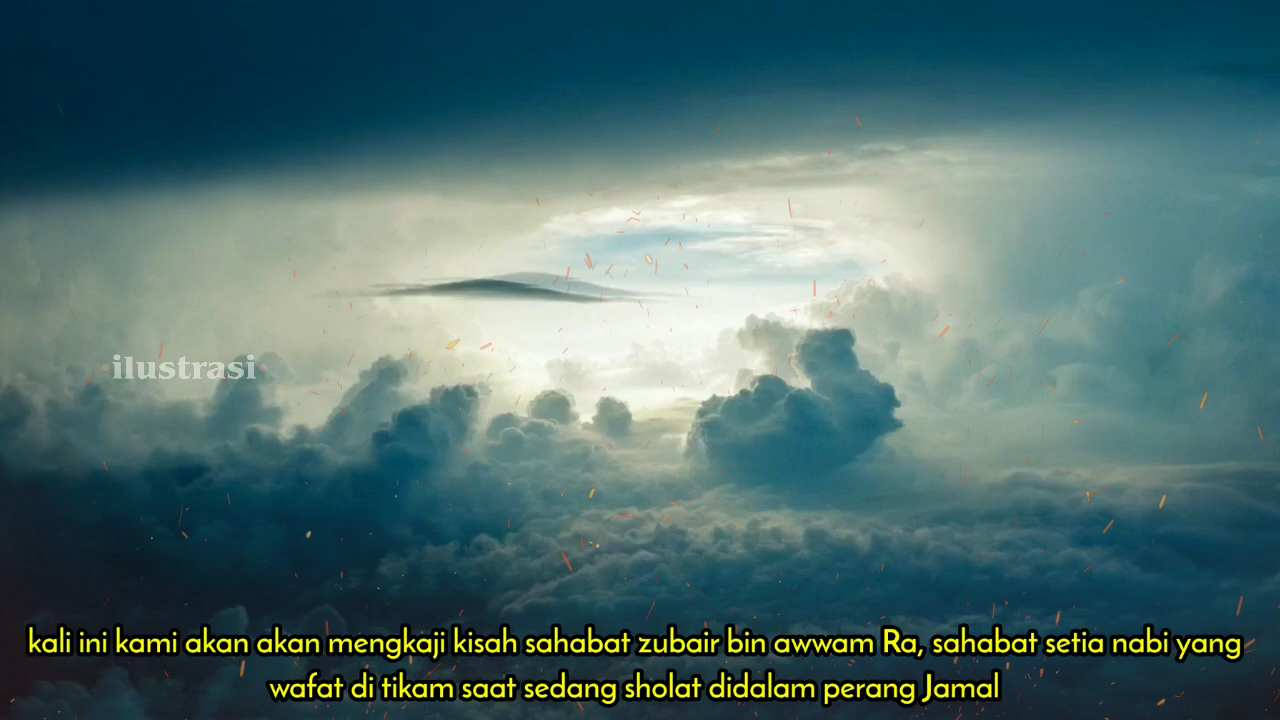 ilustrasi
kali ini kami akan akan mengkaji kisah sahabat zubair bin awwam Ra, sahabat setia nabi yang
wafat di tikam saat sedang sholat didalam perang Jamal